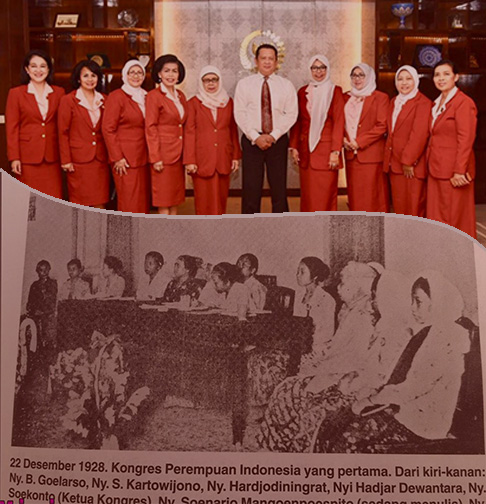 22 Desember 1928. Kongres Perempuan Indonesia yang pertama. Dari kiri-kanan:
Ny. B. Goelarso, Ny. S. Kartowijono, Ny. Hardjodiningrat, Nyi Hadjar Dewantara, Ny.
Soekonto (Ketua Kongres), Ny. Soenario Mangoenpoespito (sedang menulis), Ny.